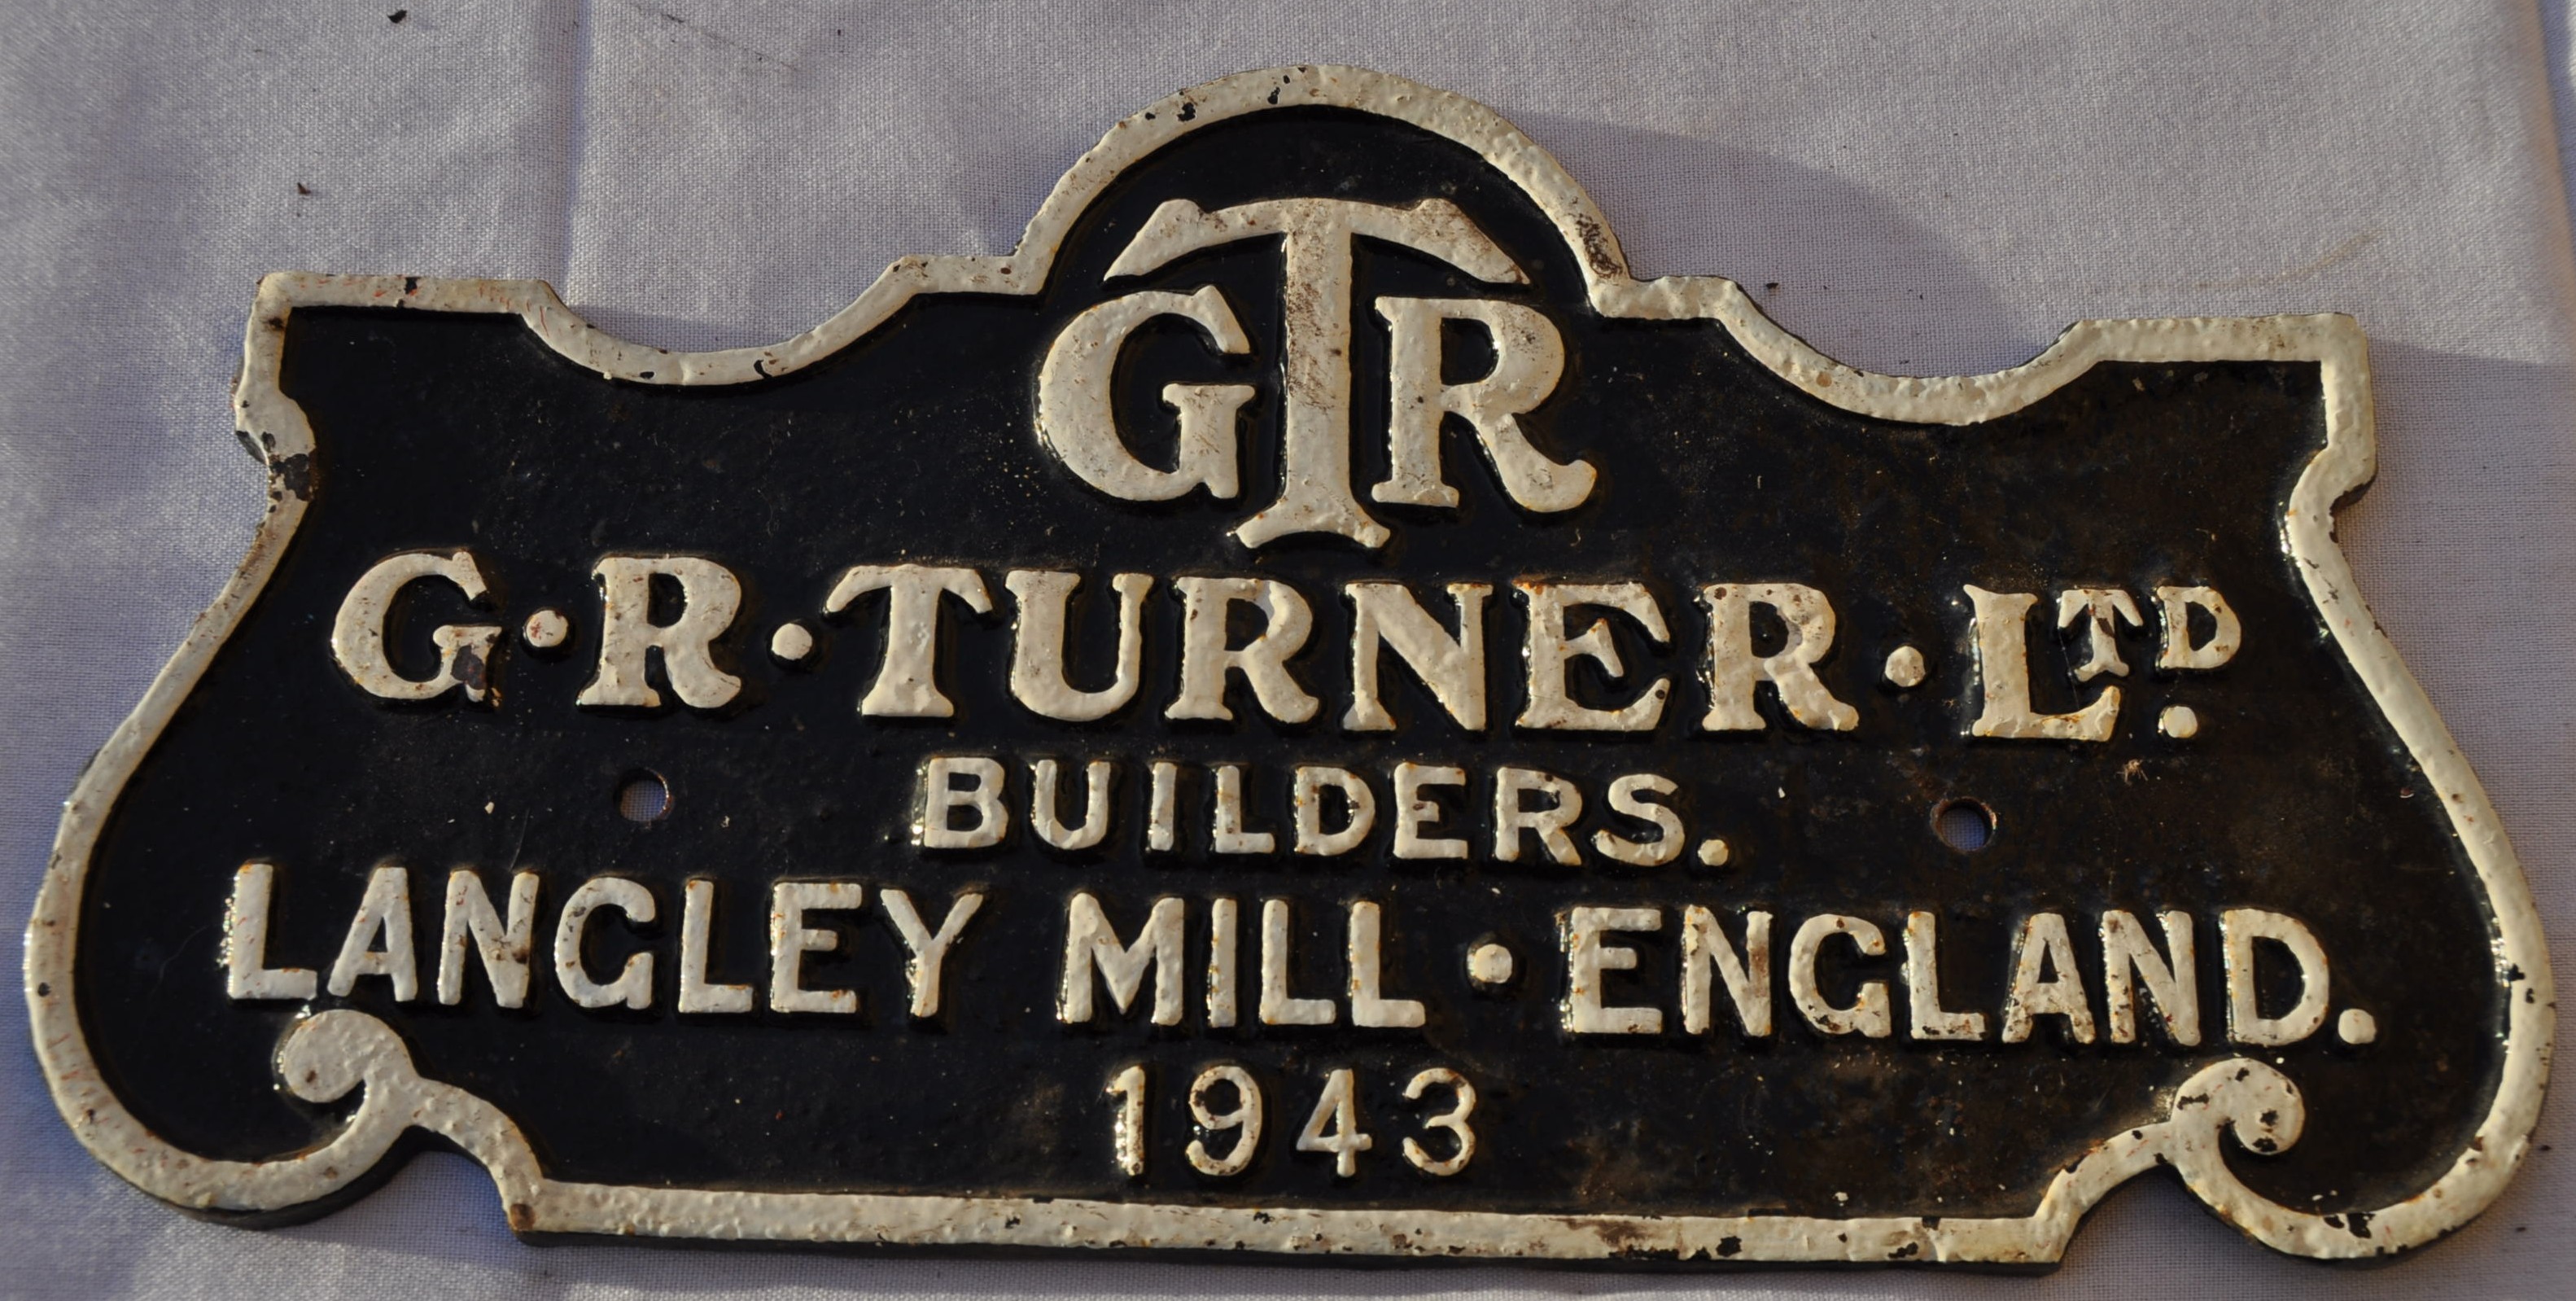 GTR
G·R·TURNER·LTD.
BUILDERS.
LANGLEY MILL·ENGLAND.
1943